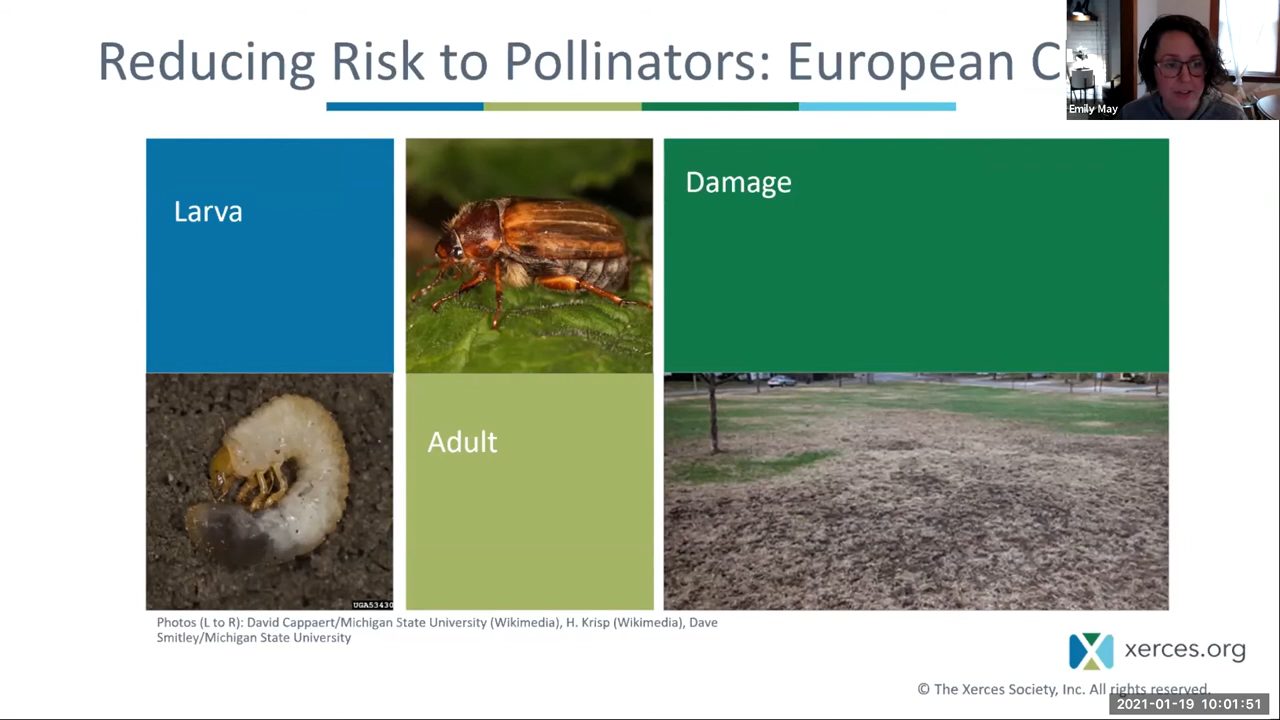 Reducing Risk to Pollinators: European C
Emily May
Larva
Damage
Adult
UGA53430
Photos (L to R): David Cappaert/Michigan State University (Wikimedia), H. Krisp (Wikimedia), Dave
Smitley/Michigan State University
xerces.org
© The Xerces Society, Inc. All rights reserved.
2021-01-19 10:01:51